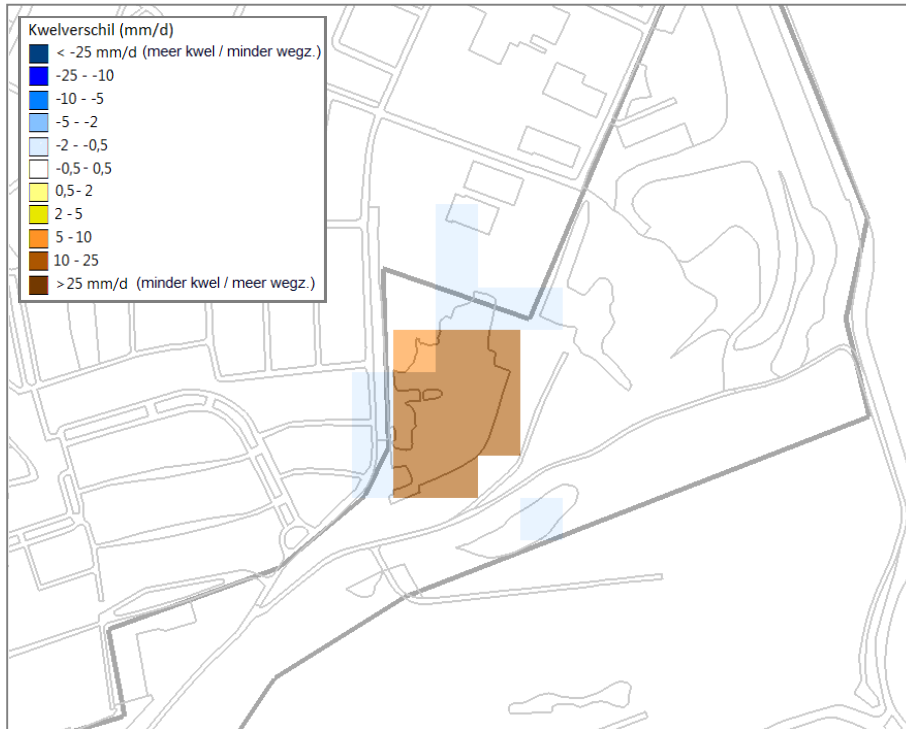 Kwelverschil (mm/d)
< -25 mm/d (meer kwel / minder wegz.)
-25 - -10
-10 - -5
-5 - -2
-2 - -0,5
-0,5 - 0,5
0,5 - 2
2 - 5
5 - 10
10 - 25
>25 mm/d (minder kwel / meer wegz.)